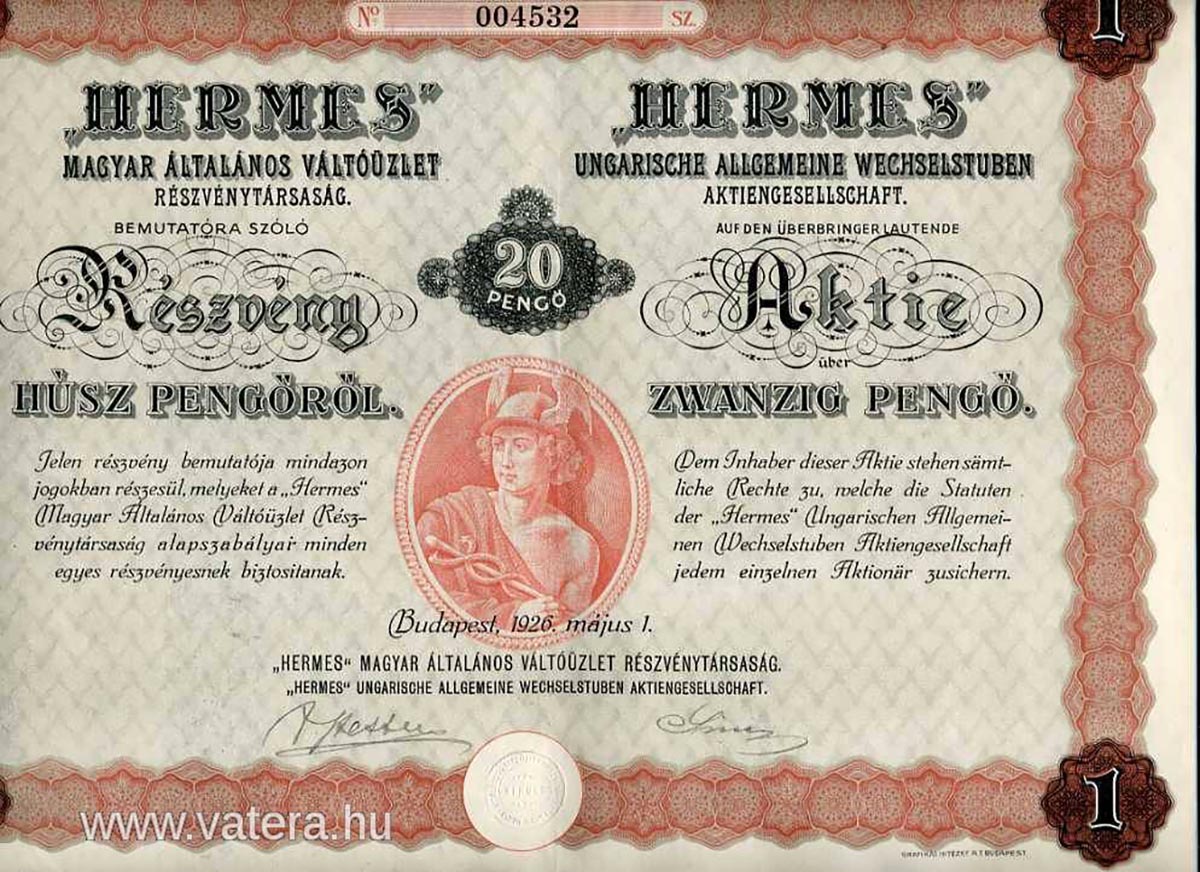 Nº 004532 SZ.
1
„HERMES”
MAGYAR ÁLTALÁNOS VÁLTÓÜZLET
RÉSZVÉNYTÁRSASÁG.
BEMUTATÓRA SZÓLÓ
Részvény
HÚSZ PENGŐRŐL.
Jelen részvény bemutatója mindazon
jogokban részesül, melyeket a „Hermes”
Magyar Általános Váltóüzlet Rész-
vénytársaság alapszabályai minden
egyes részvényesnek biztositanak.
20
PENGŐ
„HERMES”
UNGARISCHE ALLGEMEINE WECHSELSTUBEN
AKTIENGESELLSCHAFT.
AUF DEN ÜBERBRINGER LAUTENDE
Aktie
über
ZWANZIG PENGŐ.
Dem Inhaber dieser Aktie stehen sämt-
liche Rechte zu, welche die Statuten
der „Hermes” Ungarischen Allgemei-
nen Wechselstuben Aktiengesellschaft
jedem einzelnen Aktionär zusichern.
Budapest, 1926. május 1.
„HERMES” MAGYAR ÁLTALÁNOS VÁLTÓÜZLET RÉSZVÉNYTÁRSASÁG.
„HERMES” UNGARISCHE ALLGEMEINE WECHSELSTUBEN AKTIENGESELLSCHAFT.
1
www.vatera.hu
GRAFIKAI INTÉZET R.T. BUDAPEST